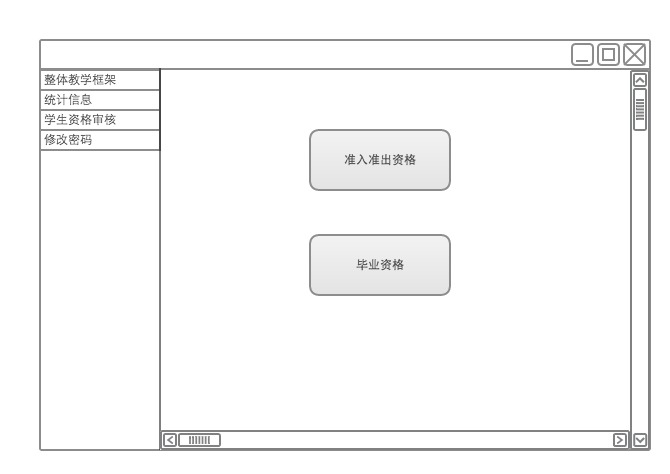 整体教学框架
统计信息
学生资格审核
修改密码
准入准出资格
毕业资格